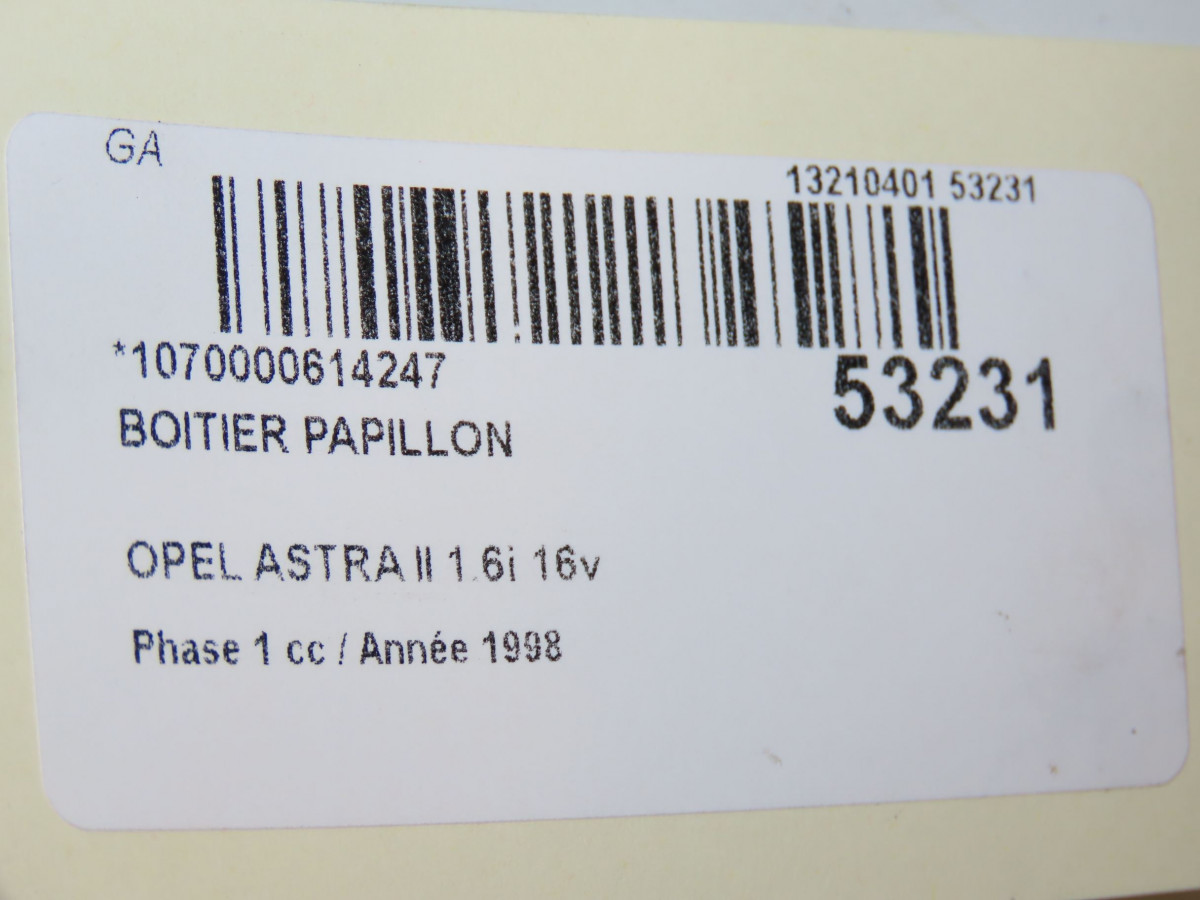 GA
13210401 53231
*1070000614247
53231
BOITIER PAPILLON
OPEL ASTRA II 1.6i 16v
Phase 1 cc / Année 1998